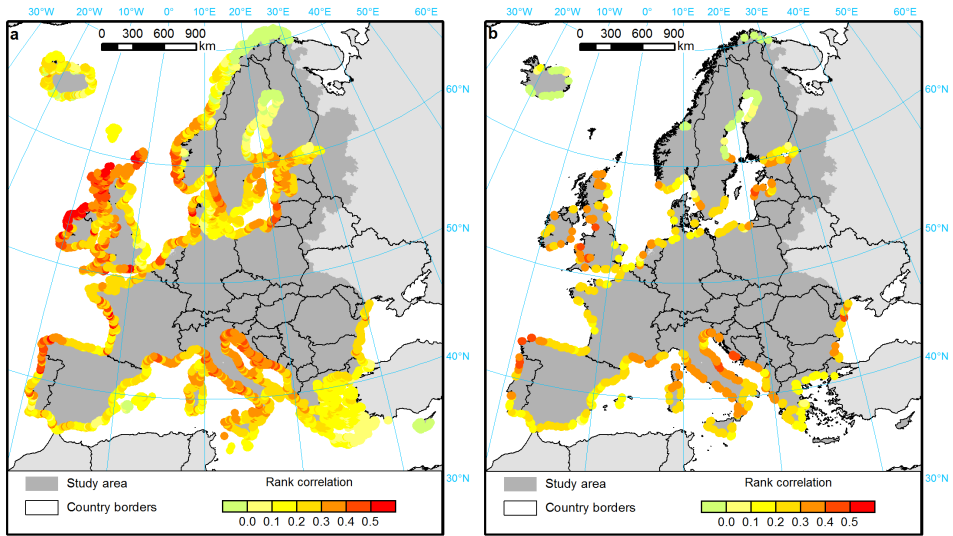 30°W 20°W 10°W 0° 10°E 20°E 30°E 40°E 50°E 60°E 30°W 20°W 10°W 0° 10°E 20°E 30°E 40°E 50°E 60°E
a 0 300 600 900 km b 0 300 600 900 km
60°N 60°N
50°N 50°N
40°N 40°N
30°N 30°N
Study area Rank correlation Study area Rank correlation
Country borders Country borders
0.0 0.1 0.2 0.3 0.4 0.5 0.0 0.1 0.2 0.3 0.4 0.5